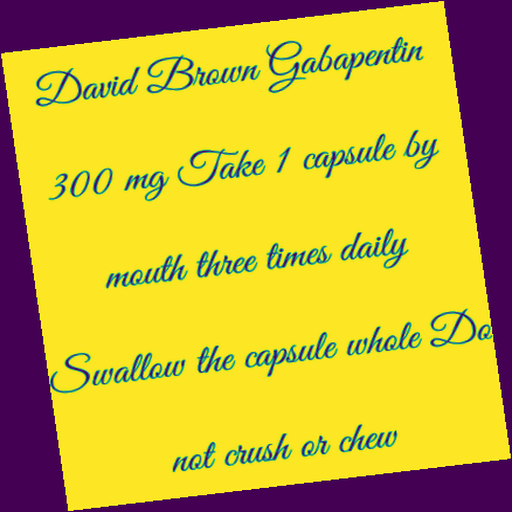 David Brown Gabapentin
300 mg Take 1 capsule by
mouth three times daily
Swallow the capsule whole Do
not crush or chew